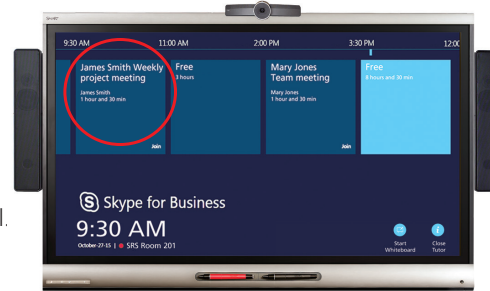 9:30 AM 11:00 AM 2:00 PM 3:30 PM 12:00
James Smith Weekly
project meeting
James Smith
1 hour and 30 min
Join
Free
3 hours
Mary Jones
Team meeting
Mary Jones
1 hour and 30 min
Join
Free
8 hours and 30 min
l.
S Skype for Business
9:30 AM
October-27-15 | SRS Room 201
Start
Whiteboard
Close
Tutor